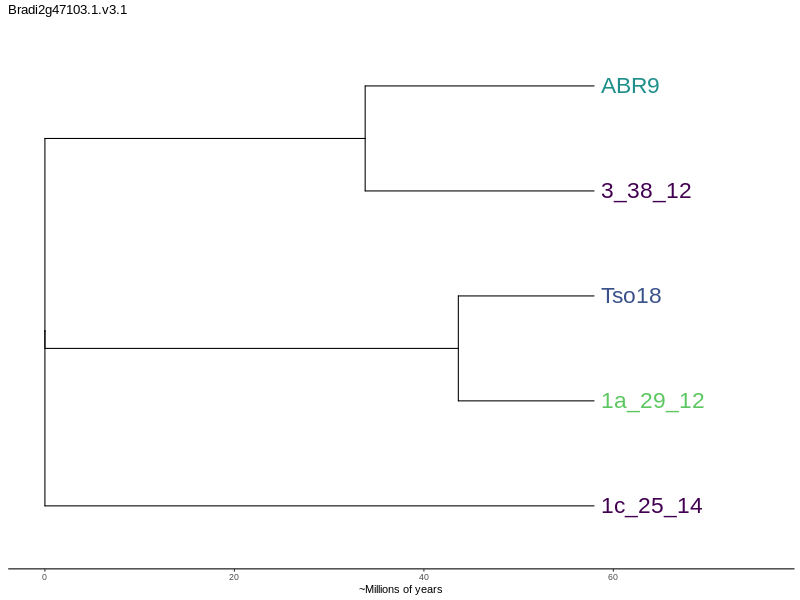 Bradi2g47103.1.v3.1
ABR9
3_38_12
Tso18
1a_29_12
1c_25_14
0 20 40 60
~Millions of years